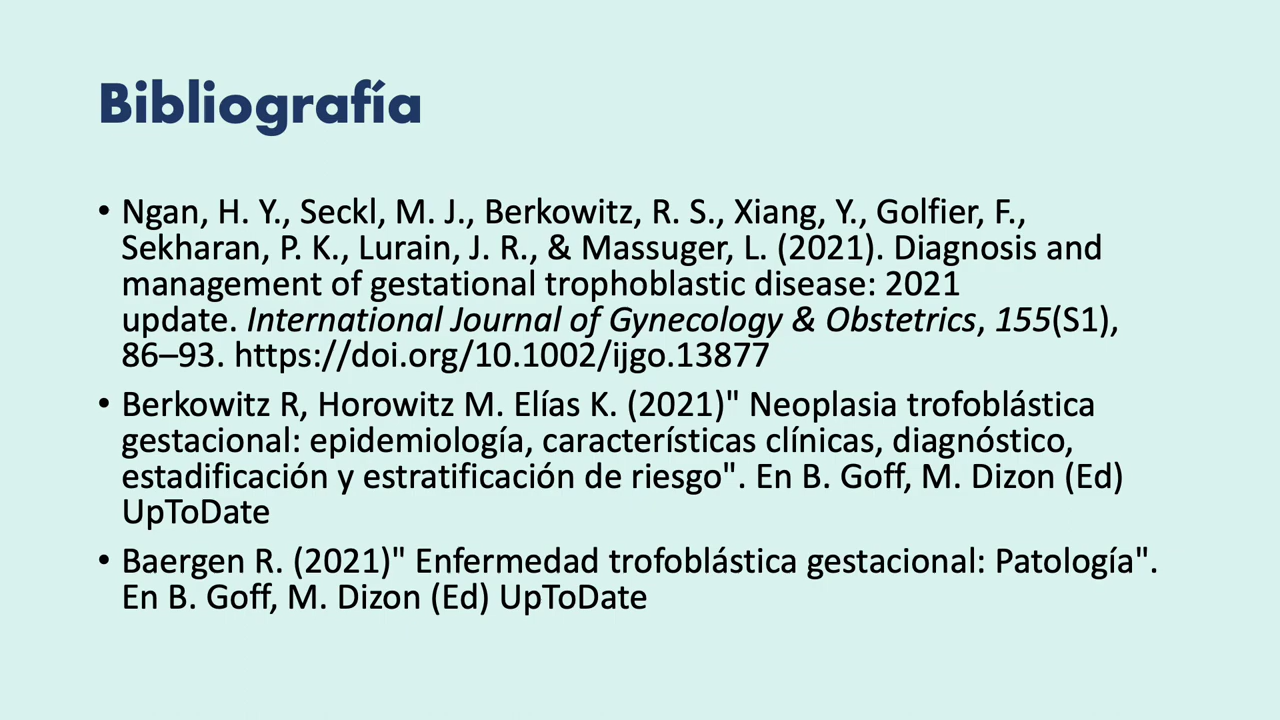 Bibliografía
• Ngan, H. Y., Seckl, M. J., Berkowitz, R. S., Xiang, Y., Golfier, F.,
Sekharan, P. K., Lurain, J. R., & Massuger, L. (2021). Diagnosis and
management of gestational trophoblastic disease: 2021
update. International Journal of Gynecology & Obstetrics, 155(S1),
86–93. https://doi.org/10.1002/ijgo.13877
• Berkowitz R, Horowitz M. Elías K. (2021)" Neoplasia trofoblástica
gestacional: epidemiología, características clínicas, diagnóstico,
estadificación y estratificación de riesgo". En B. Goff, M. Dizon (Ed)
UpToDate
• Baergen R. (2021)" Enfermedad trofoblástica gestacional: Patología".
En B. Goff, M. Dizon (Ed) UpToDate